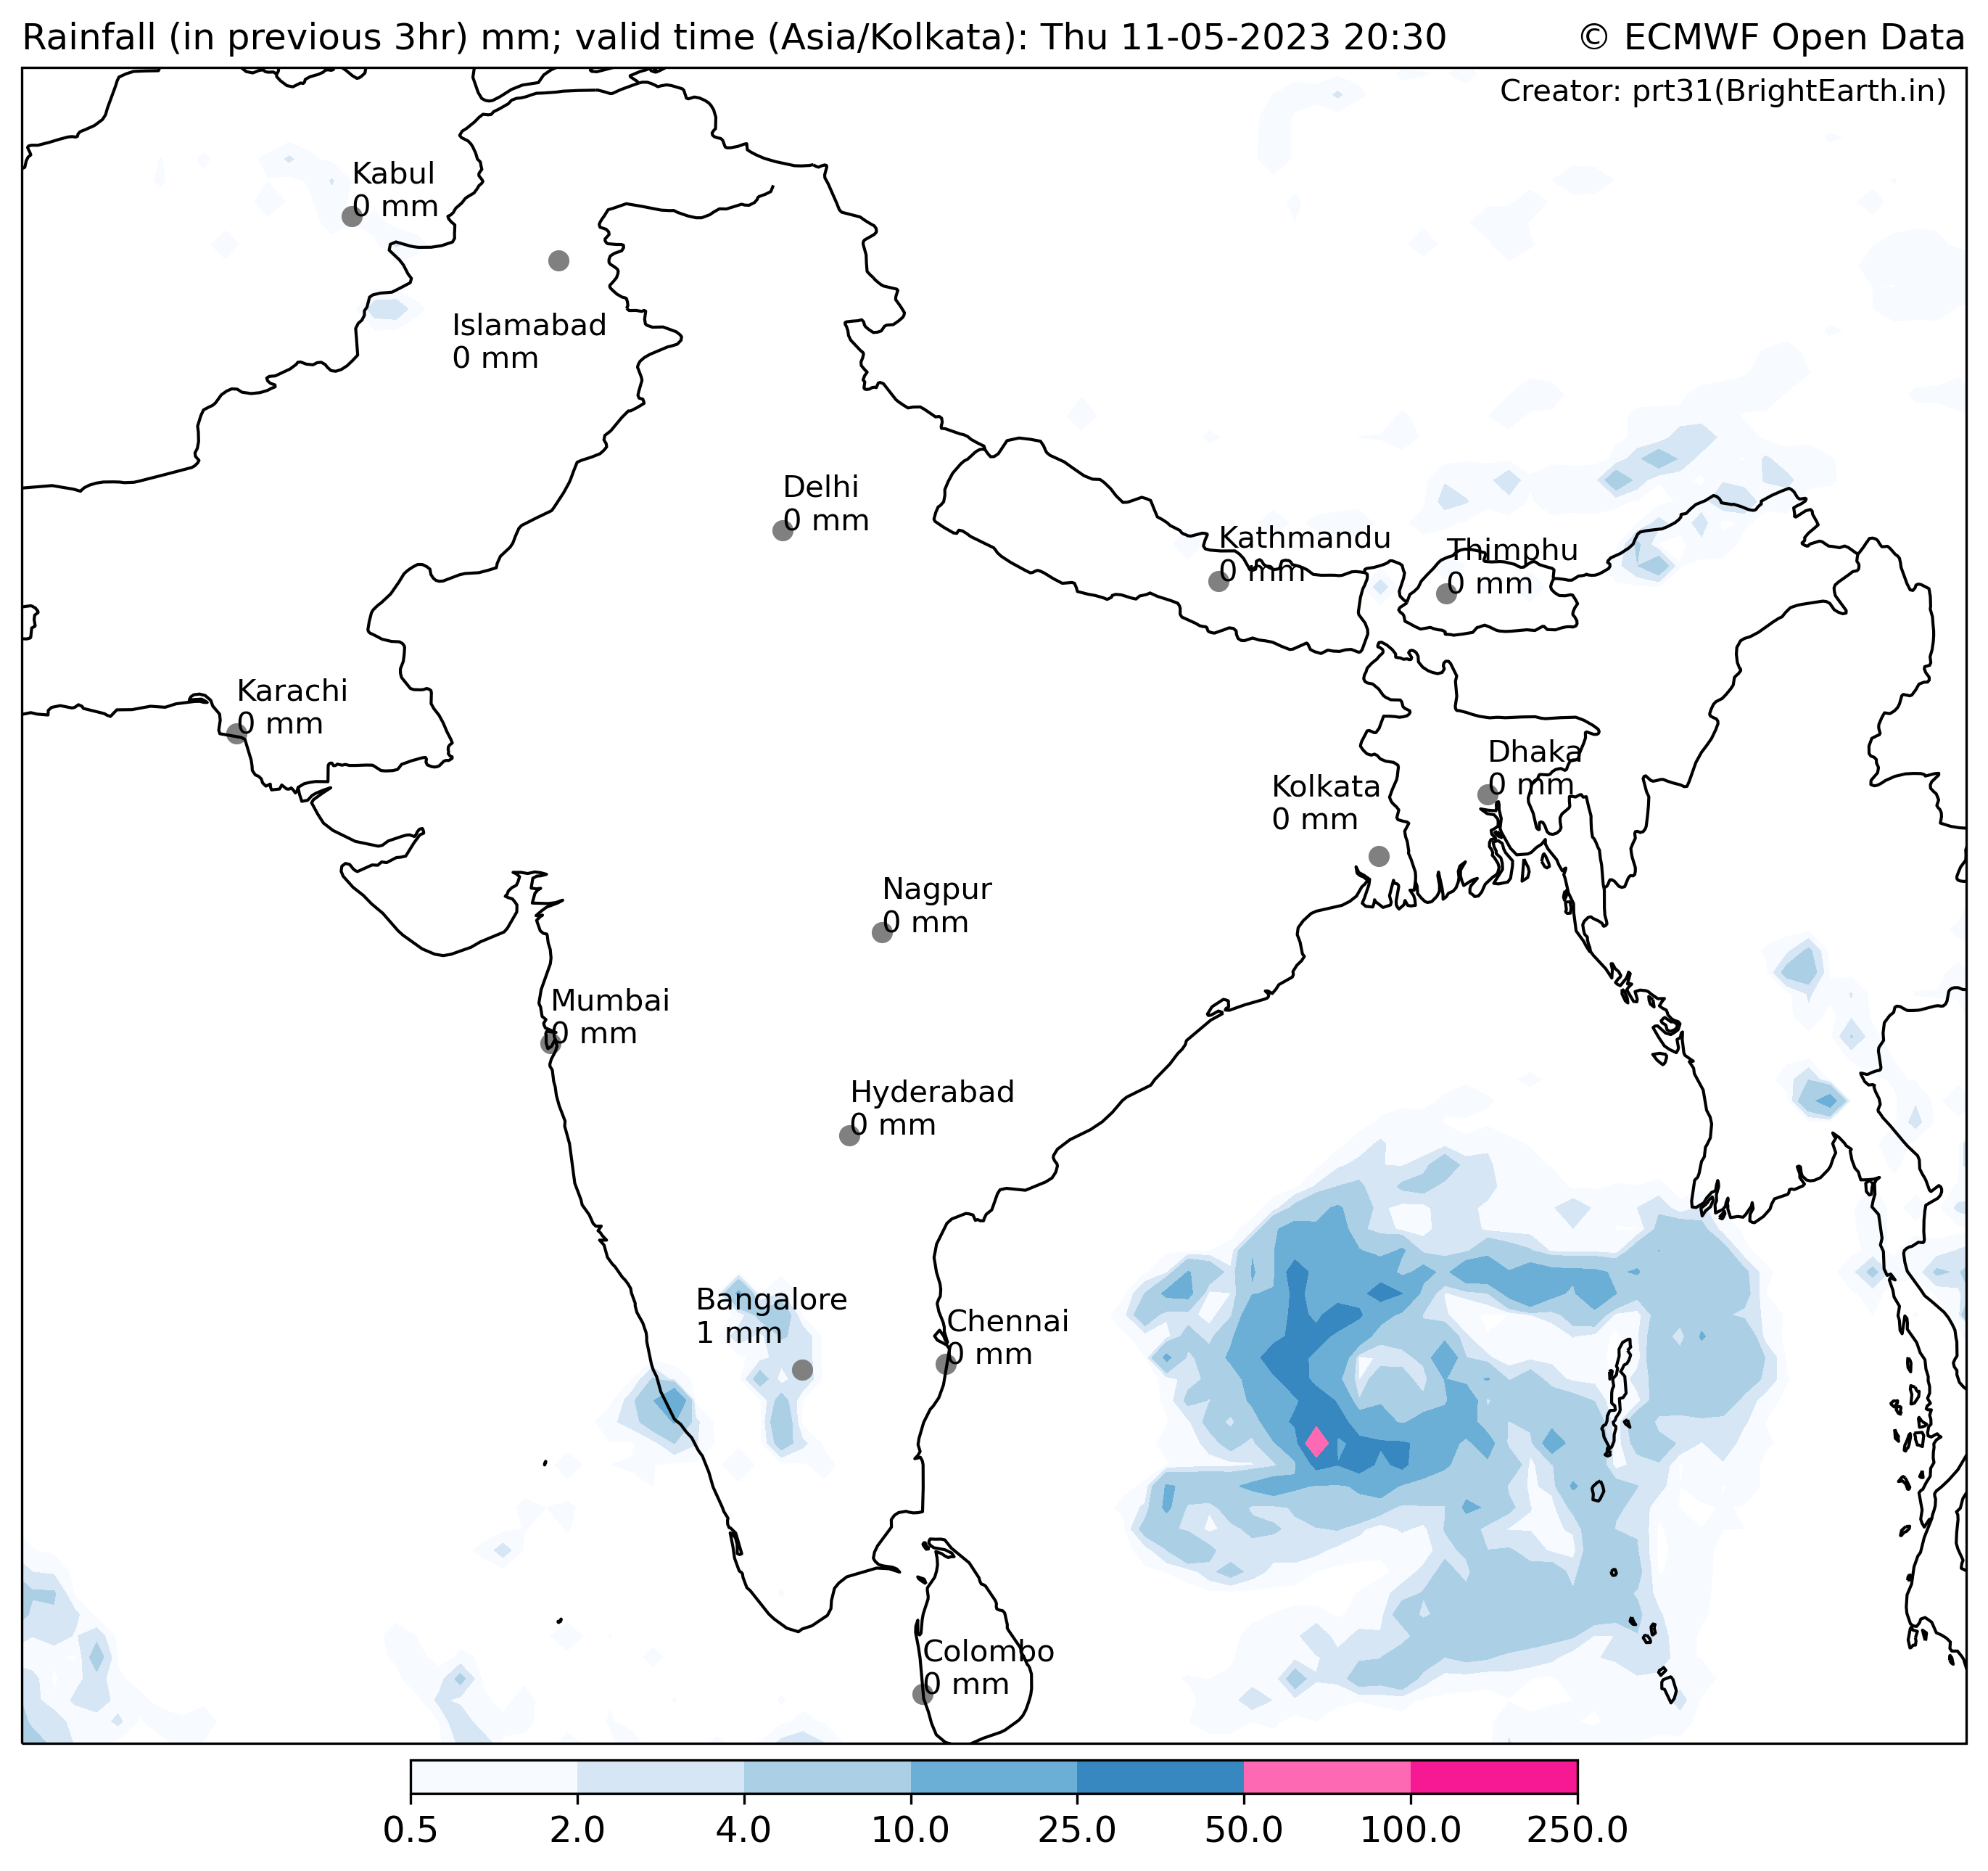 Rainfall (in previous 3hr) mm; valid time (Asia/Kolkata): Thu 11-05-2023 20:30
© ECMWF Open Data
Creator: prt31(BrightEarth.in)
Kabul
0 mm
Islamabad
0 mm
Delhi
0 mm
Kathmandu
0 mm
Thimphu
0 mm
Karachi
0 mm
Dhaka
0 mm
Kolkata
0 mm
Nagpur
0 mm
Mumbai
0 mm
Hyderabad
0 mm
Bangalore
1 mm
Chennai
0 mm
Colombo
0 mm
0.5 2.0 4.0 10.0 25.0 50.0 100.0 250.0